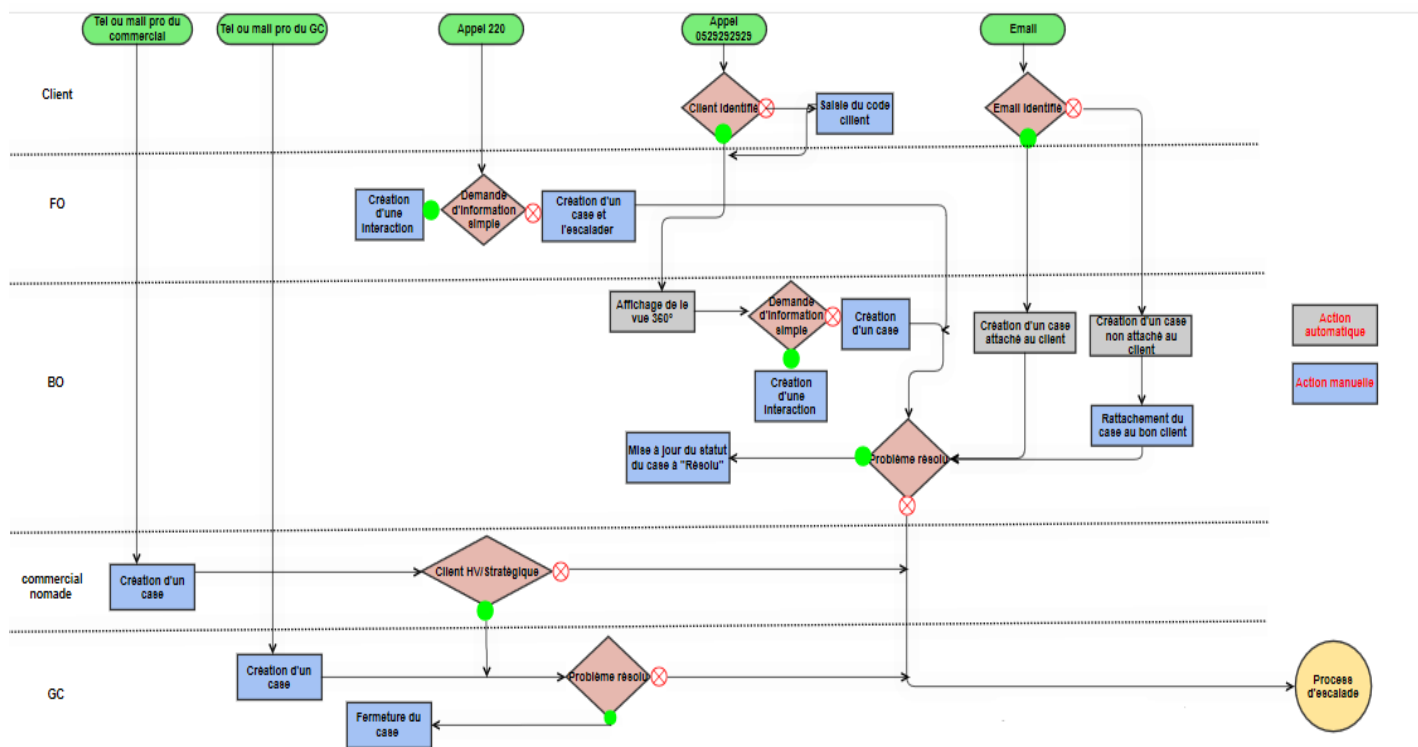 Tel ou mail pro du
commercial
Tel ou mail pro du GC
Appel 220
Appel
0529292929
Email
Client
Client identifié
Saisie du code
client
Email identifié
FO
Création
d'une
interaction
Demande
d'information
simple
Création d'un
case et
l'escalader
BO
Affichage de le
vue 360°
Demande
d'information
simple
Création
d'un case
Création d'un case
attaché au client
Création d'un case
non attaché au
client
Action
automatique
Création
d'une
interaction
Action manuelle
Rattachement du
case au bon client
Mise à jour du statut
du case à "Résolu"
Problème résolu
commercial
nomade
Création d'un
case
Client HV/Stratégique
GC
Création d'un
case
Problème résolu
Process
d'escalade
Fermeture du
case